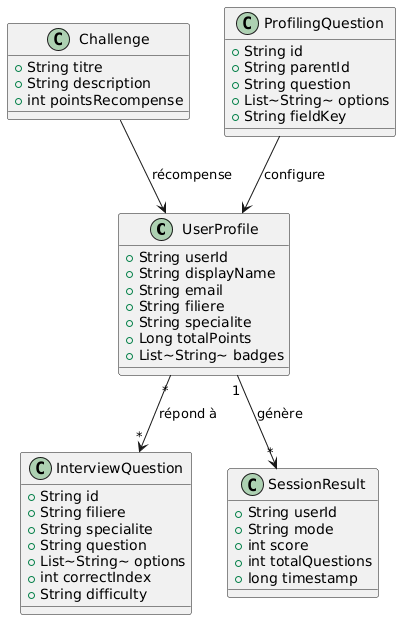 C Challenge
String titre
String description
int pointsRecompense
C ProfilingQuestion
String id
String parentId
String question
List~String~ options
String fieldKey
récompense
configure
C UserProfile
String userId
String displayName
String email
String filiere
String specialite
Long totalPoints
List~String~ badges
* 1
répond à
génère
* *
C InterviewQuestion
String id
String filiere
String specialite
String question
List~String~ options
int correctIndex
String difficulty
C SessionResult
String userId
String mode
int score
int totalQuestions
long timestamp